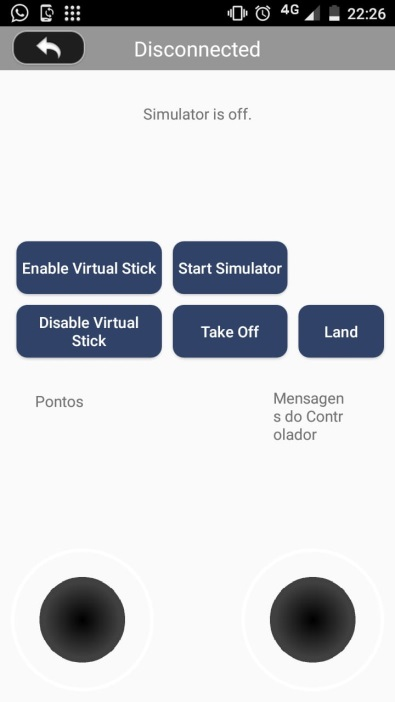 4G 22:26
Disconnected
Simulator is off.
Enable Virtual Stick Start Simulator
Disable Virtual
Stick
Take Off Land
Pontos
Mensagen
s do Contr
olador